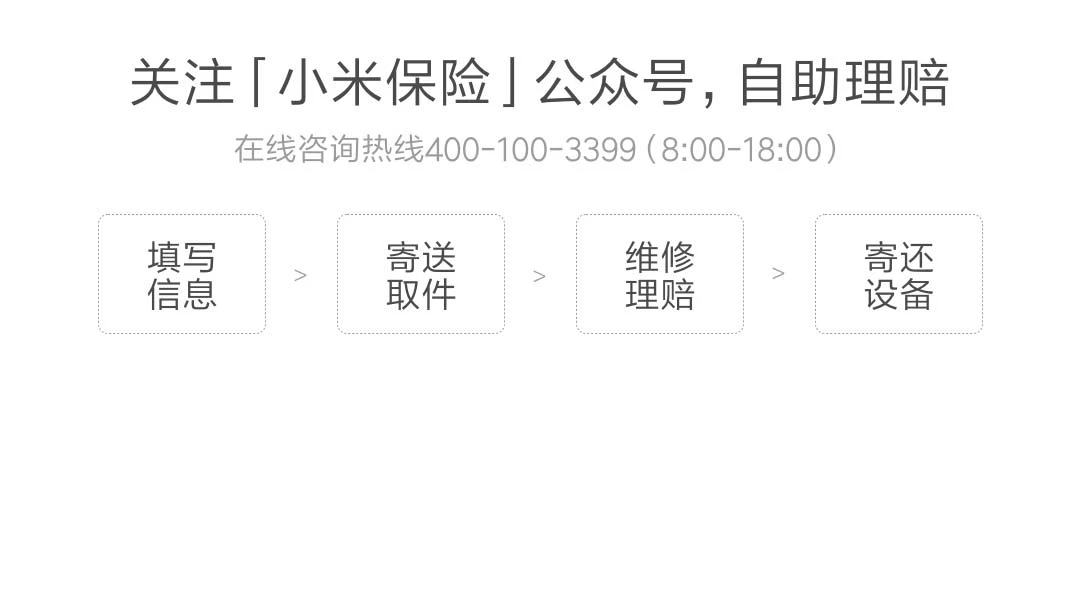 关注「小米保险」公众号，自助理赔
在线咨询热线400-100-3399（8:00-18:00）
填写
信息
>
寄送
取件
>
维修
理赔
>
寄还
设备